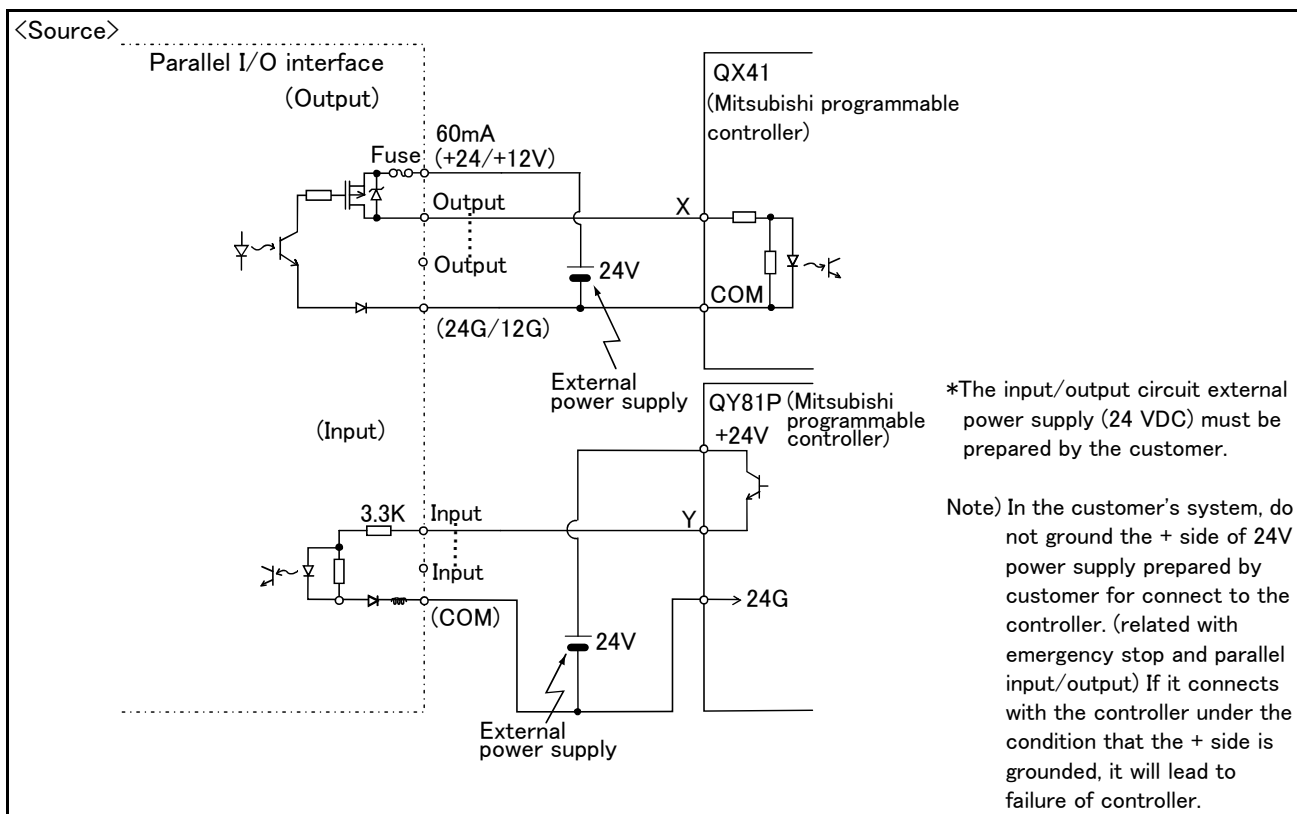 <Source>
Parallel I/O interface
(Output)
QX41
(Mitsubishi programmable
controller)
60mA
Fuse (+24/+12V)
Output
X
Output
24V
COM
(24G/12G)
External
power supply
QY81P (Mitsubishi
programmable
controller)
+24V
(Input)
3.3K
Input
Y
Input
(COM)
24G
24V
External
power supply
*The input/output circuit external
power supply (24 VDC) must be
prepared by the customer.
Note) In the customer's system, do
not ground the + side of 24V
power supply prepared by
customer for connect to the
controller. (related with
emergency stop and parallel
input/output) If it connects
with the controller under the
condition that the + side is
grounded, it will lead to
failure of controller.